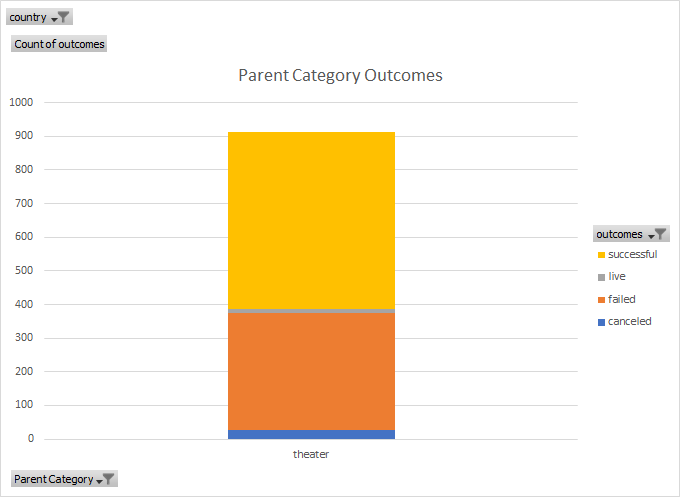 country
Count of outcomes
Parent Category Outcomes
1000
900
800
700
600
500
400
300
200
100
0
theater
outcomes
successful
live
failed
canceled
Parent Category